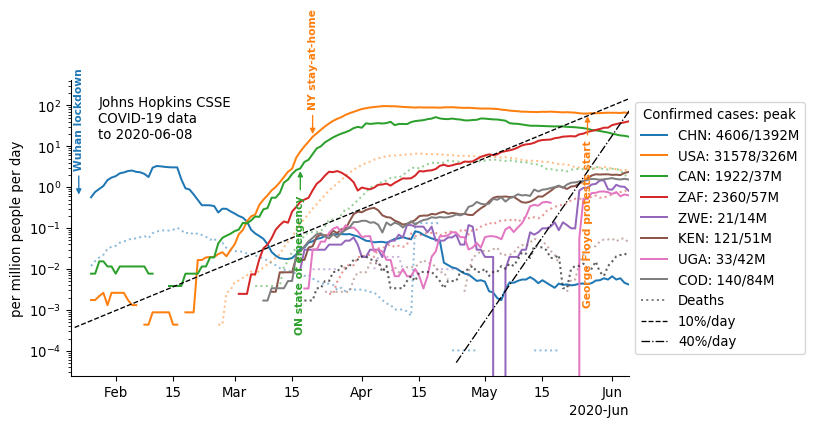 NY stay-at-home
Wuhan lockdown
Johns Hopkins CSSE
COVID-19 data
to 2020-06-08
ON state of emergency
George Floyd protests start
per million people per day
10²
10¹
10⁰
10⁻¹
10⁻²
10⁻³
10⁻⁴
Feb 15 Mar 15 Apr 15 May 15 Jun
2020-Jun
Confirmed cases: peak
CHN: 4606/1392M
USA: 31578/326M
CAN: 1922/37M
ZAF: 2360/57M
ZWE: 21/14M
KEN: 121/51M
UGA: 33/42M
COD: 140/84M
Deaths
10%/day
40%/day